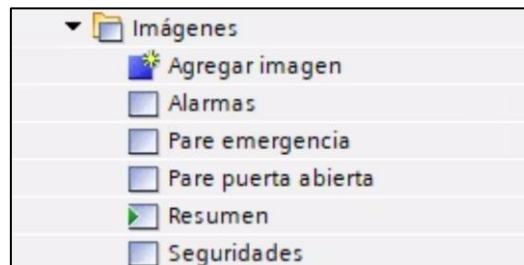 Imágenes
Agregar imagen
Alarmas
Pare emergencia
Pare puerta abierta
Resumen
Seguridades